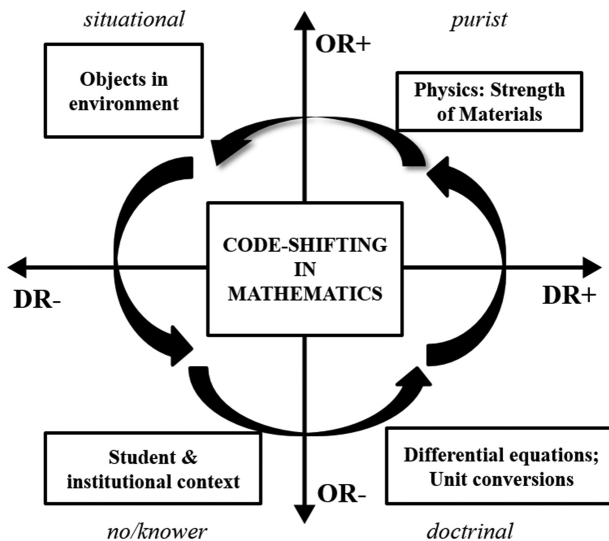 situational
OR+
purist
Objects in
environment
Physics: Strength
of Materials
CODE-SHIFTING
IN
MATHEMATICS
DR-
DR+
Student &
institutional context
OR-
Differential equations;
Unit conversions
no/knower
doctrinal